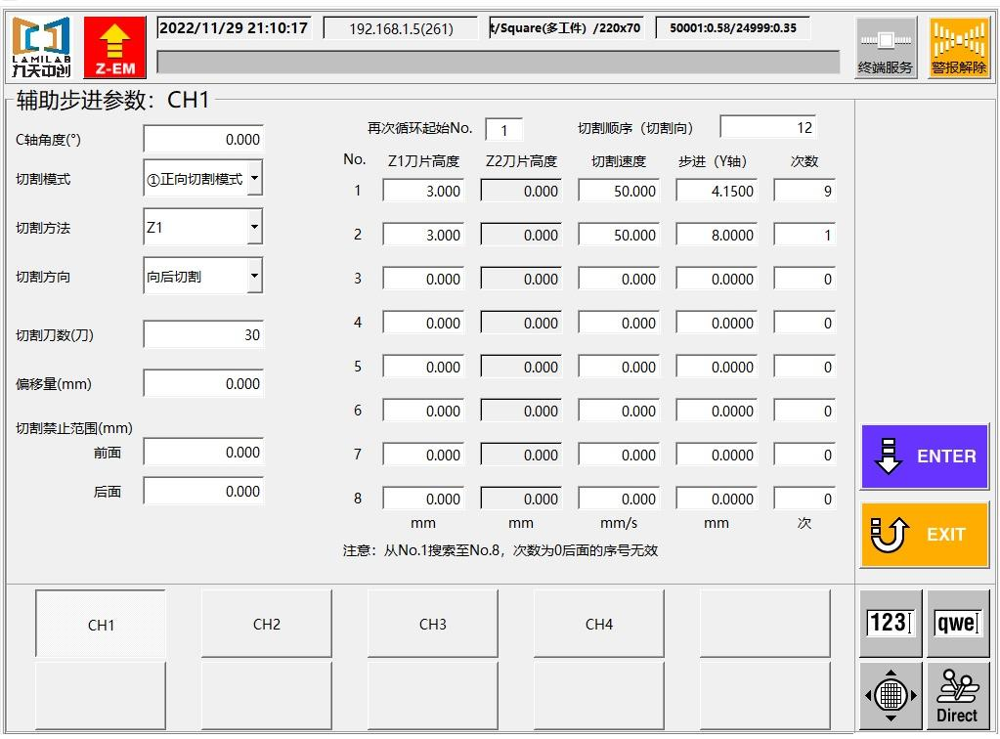 LAMILAB
九天中创
Z-EM
2022/11/29 21:10:17
192.168.1.5(261)
t/Square(多工件) /220x70
50001:0.58/24999:0.35
终端服务
警报解除
辅助步进参数: CH1
C轴角度(°) 0.000
切割模式 ①正向切割模式
切割方法 Z1
切割方向 向后切割
切割刀数(刀) 30
偏移量(mm) 0.000
切割禁止范围(mm)
前面 0.000
后面 0.000
再次循环起始No. 1 切割顺序（切割向） 12
No. Z1刀片高度 Z2刀片高度 切割速度 步进（Y轴） 次数
1 3.000 0.000 50.000 4.1500 9
2 3.000 0.000 50.000 8.0000 1
3 0.000 0.000 0.000 0.0000 0
4 0.000 0.000 0.000 0.0000 0
5 0.000 0.000 0.000 0.0000 0
6 0.000 0.000 0.000 0.0000 0
7 0.000 0.000 0.000 0.0000 0
8 0.000 0.000 0.000 0.0000 0
mm mm mm/s mm 次
注意：从No.1搜索至No.8，次数为0后面的序号无效
ENTER
EXIT
CH1 CH2 CH3 CH4
123 qwe
Direct